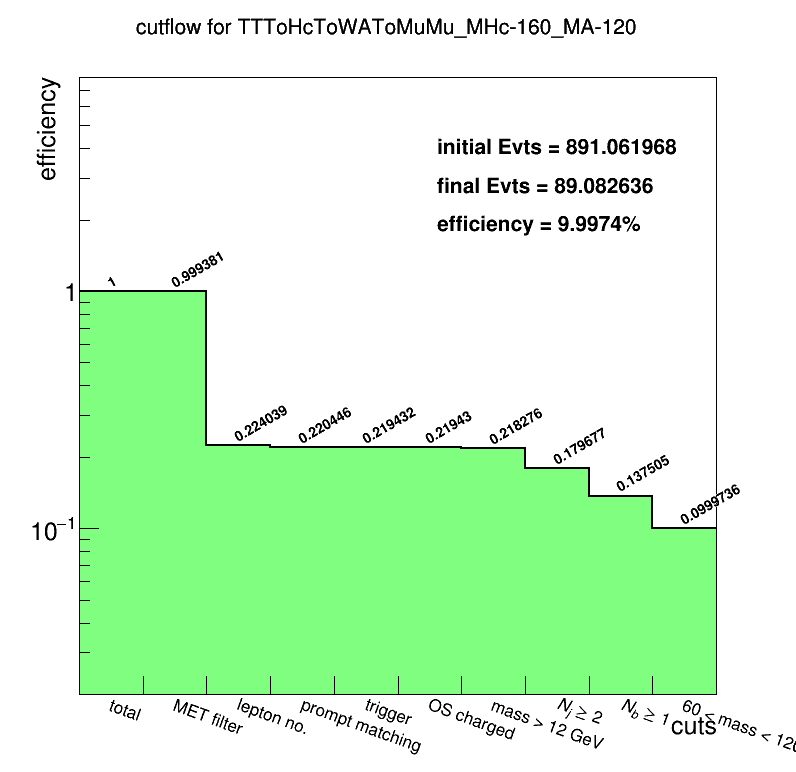 cutflow for TTToHcToWAToMuMu_MHc-160_MA-120
efficiency
initial Evts = 891.061968
final Evts = 89.082636
efficiency = 9.9974%
1
10⁻¹
1
0.999381
0.224039
0.220446
0.219432
0.21943
0.218276
0.179677
0.137505
0.0999736
total
MET filter
lepton no.
prompt matching
trigger
OS charged
mass > 12 GeV
N_j ≥ 2
N_b ≥ 1
60 < mass < 120
cuts